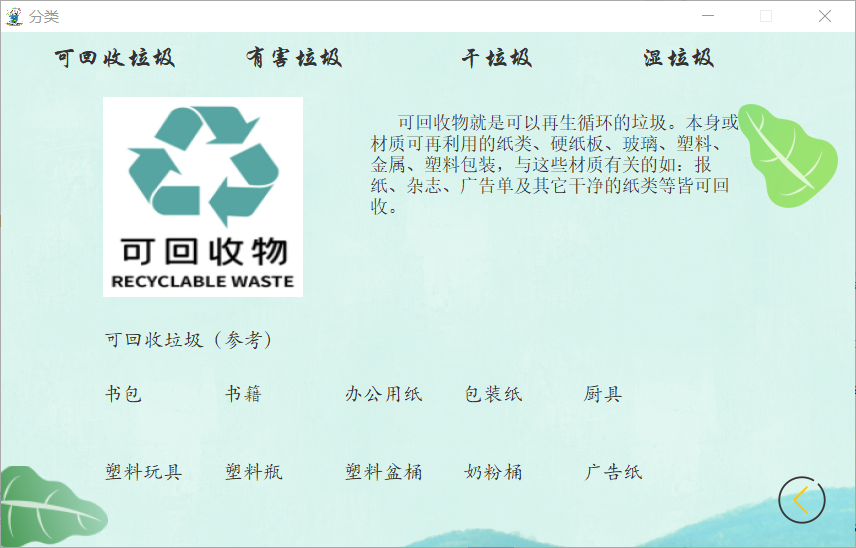 分类
可回收垃圾 有害垃圾 干垃圾 湿垃圾
可回收物就是可以再生循环的垃圾。本身或
材质可再利用的纸类、硬纸板、玻璃、塑料、
金属、塑料包装，与这些材质有关的如：报
纸、杂志、广告单及其它干净的纸类等皆可回
收。
可回收物
RECYCLABLE WASTE
可回收垃圾（参考）
书包 书籍 办公用纸 包装纸 厨具
塑料玩具 塑料瓶 塑料盆桶 奶粉桶 广告纸